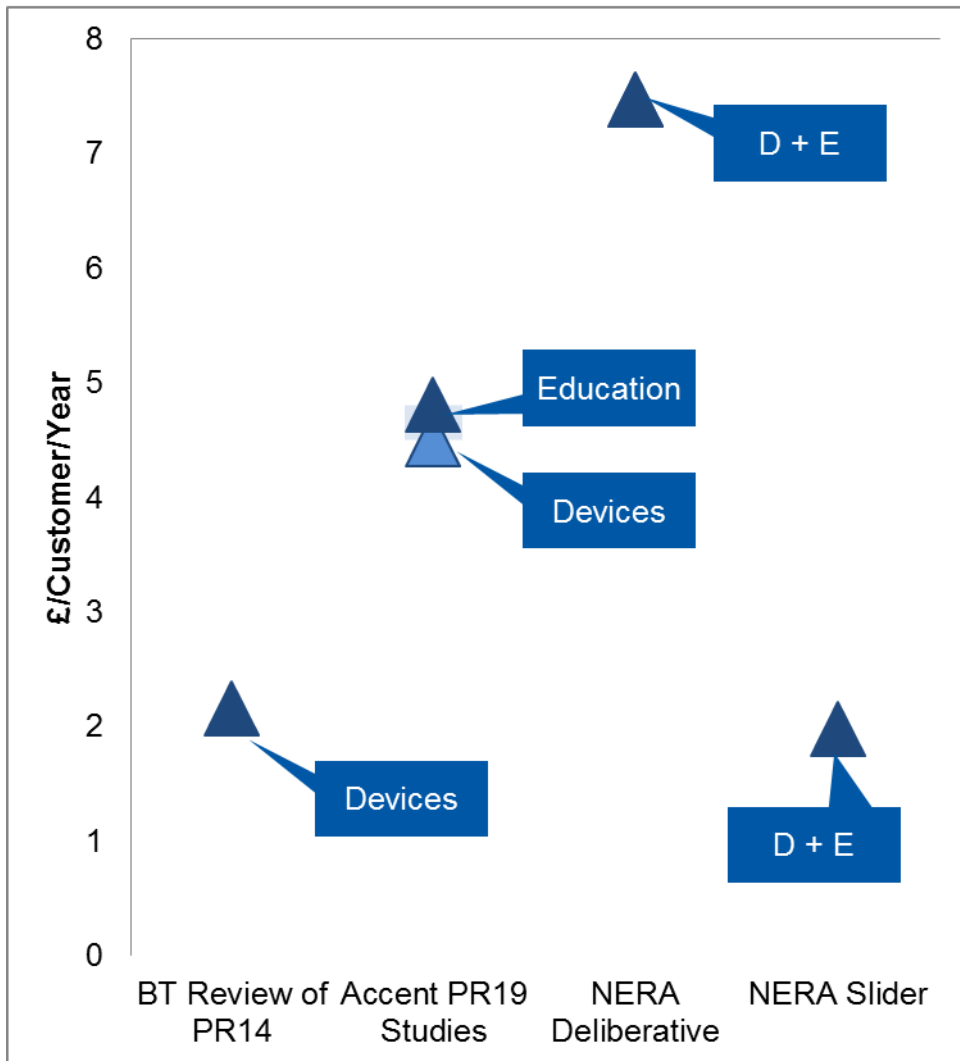 8
7
6
5
4
3
2
1
0
£/Customer/Year
D + E
Education
Devices
Devices
D + E
BT Review of PR14
Accent PR19 Studies
NERA Deliberative
NERA Slider